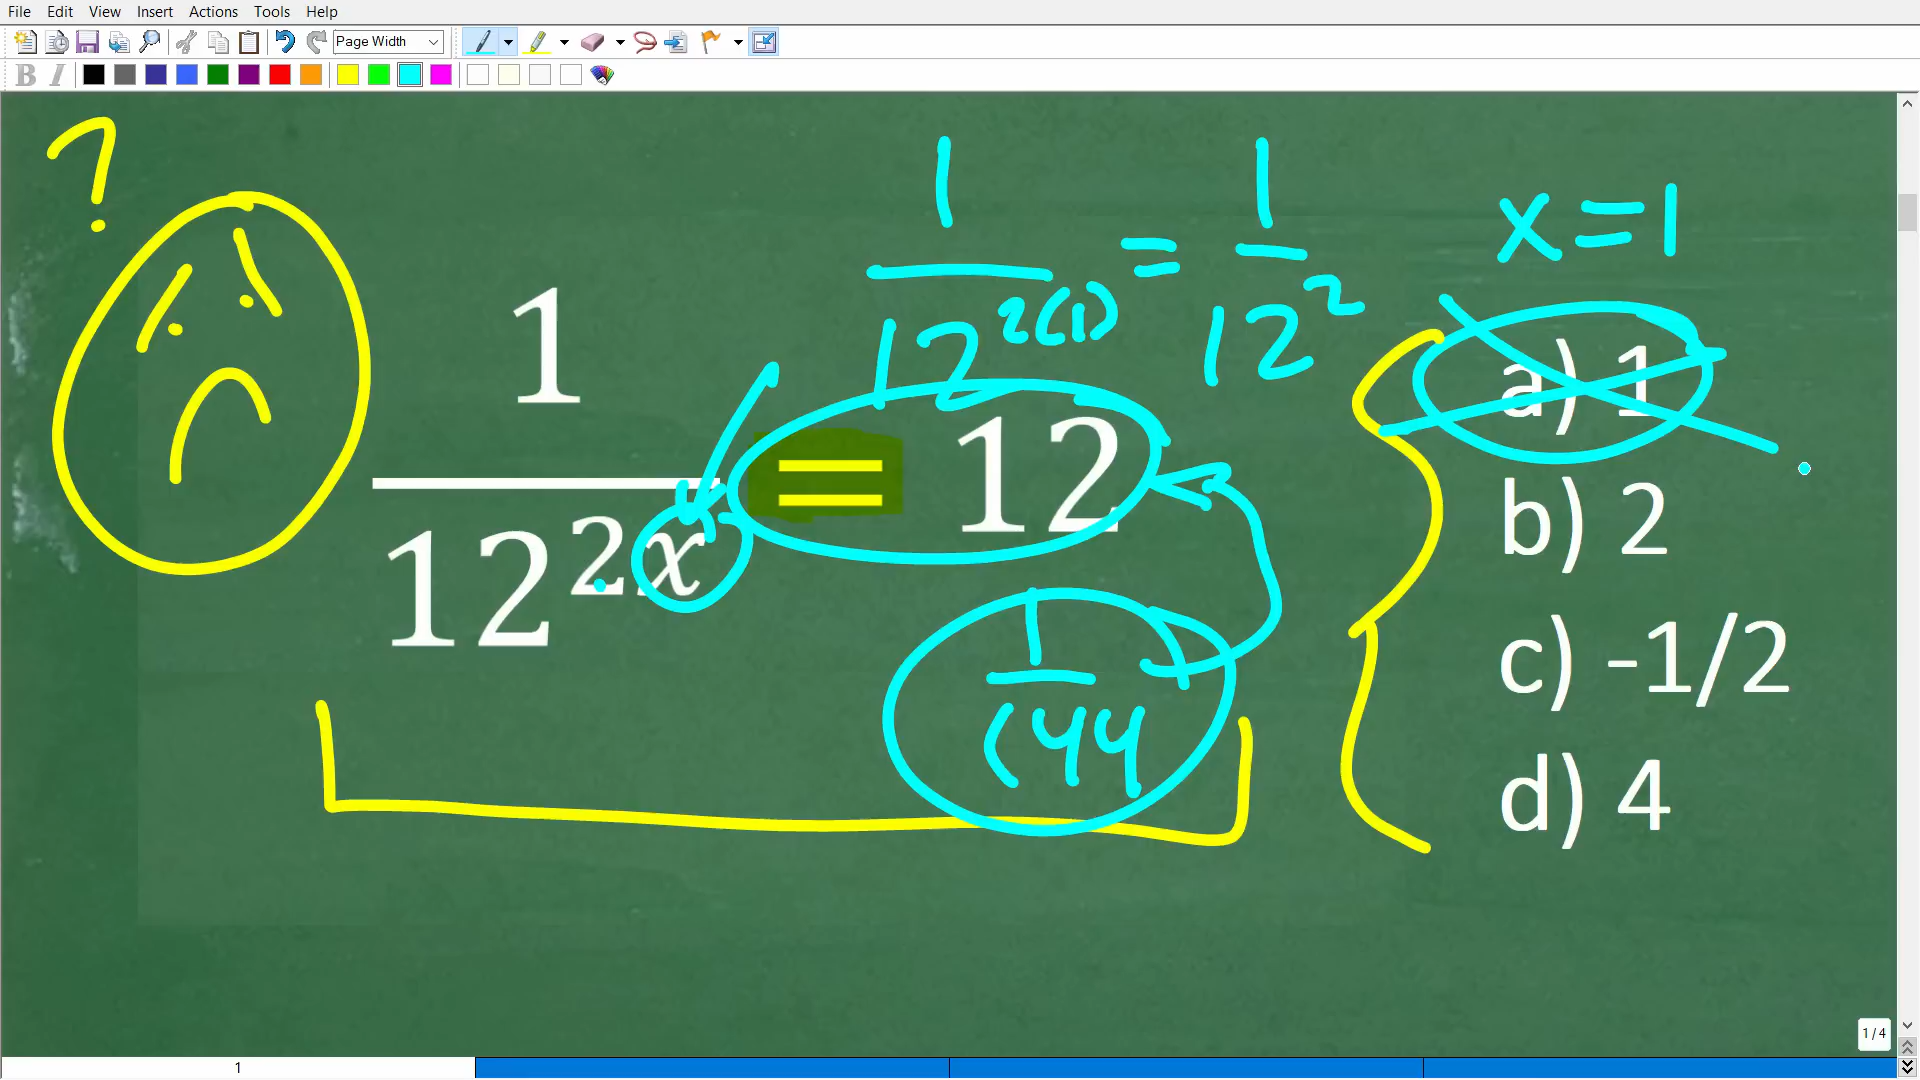 File Edit View Insert Actions Tools Help
Page Width
B I
?
1/12^{2x} = 12
1/12^{2(1)} = 1/12^2
1/144
x = 1
a) 1
b) 2
c) -1/2
d) 4
1 / 4
1